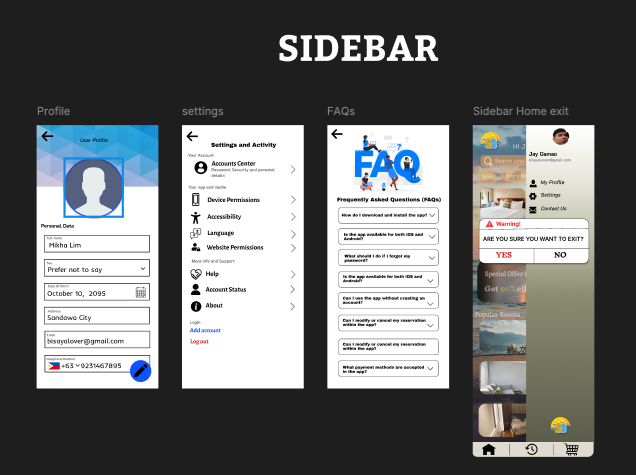 SIDEBAR
Profile
settings
FAQs
Sidebar Home exit
User Profile
Personal Data
Full Name
Mikha Lim
Sex
Prefer not to say
Date Of Birth
October 10, 2095
Address
Sandawa City
Email
bisayalover@gmail.com
+63
9231467895
Settings and Activity
Your Account
Accounts Center
Password, Security and personal
details
Your app and media
Device Permissions
Accessibility
Language
Website Permissions
More Info and Support
Help
Account Status
About
Login
Add account
Log out
FAQ
Frequently Asked Questions (FAQs)
How do I download and install the app?
Is the app available for both iOS and
Android?
What should I do if I forgot my
password?
Is the app available for both iOS and
Android?
Can I use the app without creating an
account?
Can I modify or cancel my reservation
within the app?
Can I modify or cancel my reservation
within the app?
What payment methods are accepted
in the app?
Hi J
Search your
Jay Gamao
bisayalover@gmail.com
My Profile
Settings
Contact Us
Warning!
ARE YOU SURE YOU WANT TO EXIT?
YES
NO
Special Offer
Get 50%
Popular Rooms